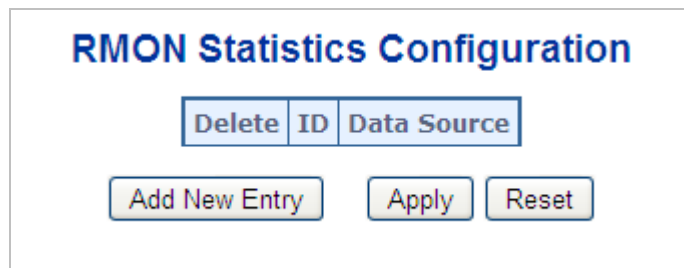 RMON Statistics Configuration
Delete ID Data Source
Add New Entry Apply Reset